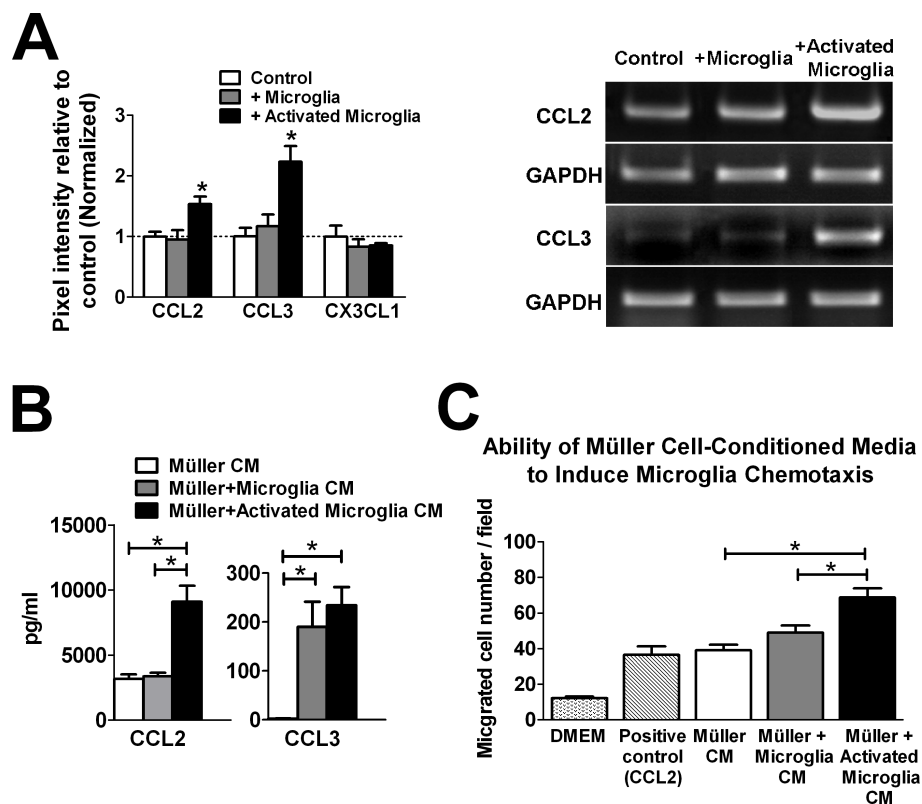 A
Control
+ Microglia
+ Activated Microglia
Pixel intensity relative to
control (Normalized)
3
2
1
0
*
*
CCL2
CCL3
CX3CL1
Control
+Microglia
+Activated
Microglia
CCL2
GAPDH
CCL3
GAPDH
B
Müller CM
Müller+Microglia CM
Müller+Activated Microglia CM
pg/ml
15000
10000
5000
0
*
*
CCL2
300
200
100
0
*
*
CCL3
C
Ability of Müller Cell-Conditioned Media
to Induce Microglia Chemotaxis
Micgrated cell number / field
100
80
60
40
20
0
*
*
DMEM
Positive
control
(CCL2)
Müller
CM
Müller +
Microglia
CM
Müller +
Activated
Microglia
CM